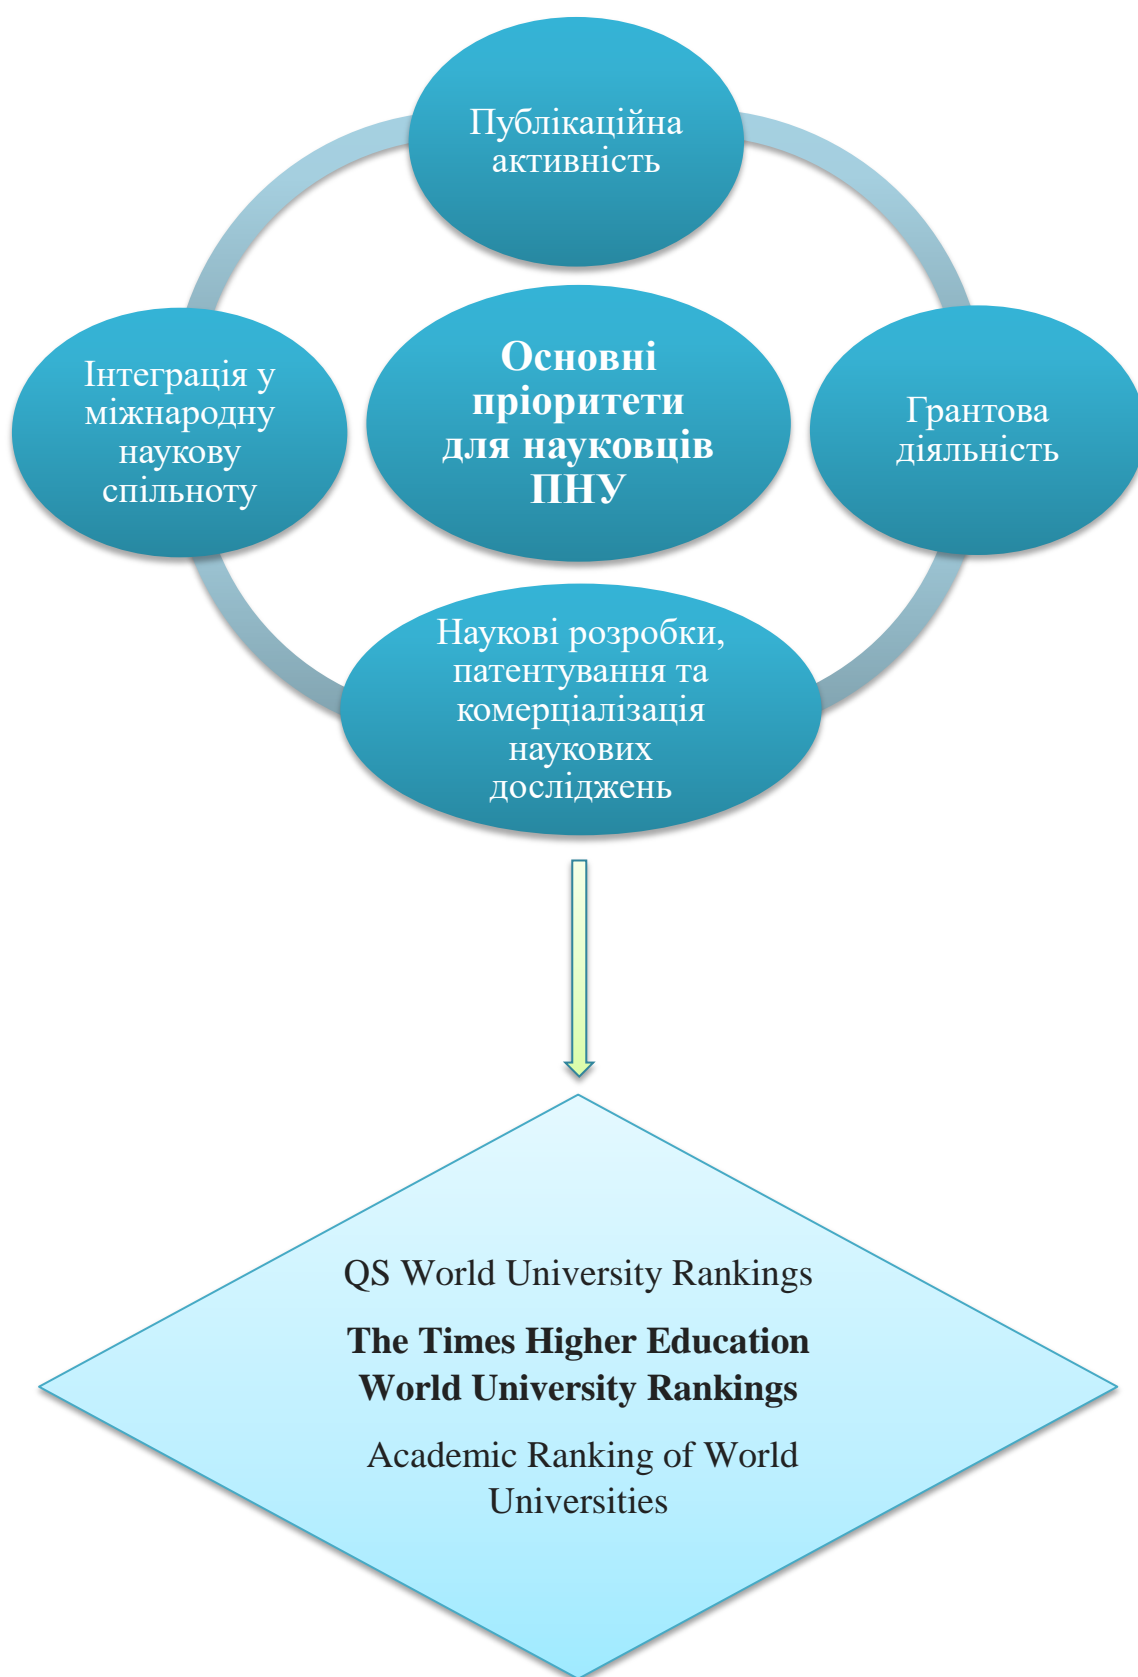 Публікаційна
активність
Інтеграція у
міжнародну
наукову
спільноту
Основні
пріоритети
для науковців
ПНУ
Грантова
діяльність
Наукові розробки,
патентування та
комерціалізація
наукових
досліджень
QS World University Rankings
The Times Higher Education
World University Rankings
Academic Ranking of World
Universities